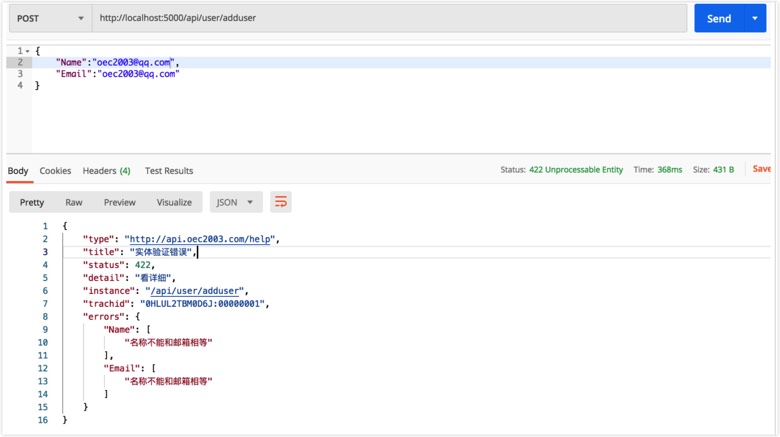 POST http://localhost:5000/api/user/adduser Send
1 {
2 "Name":"oec2003@qq.com",
3 "Email":"oec2003@qq.com"
4 }
Body Cookies Headers (4) Test Results Status: 422 Unprocessable Entity Time: 368ms Size: 431 B Save
Pretty Raw Preview Visualize JSON
1 {
2 "type": "http://api.oec2003.com/help",
3 "title": "实体验证错误",
4 "status": 422,
5 "detail": "看详细",
6 "instance": "/api/user/adduser",
7 "trachid": "0HLUL2TBM0D6J:00000001",
8 "errors": {
9 "Name": [
10 "名称不能和邮箱相等"
11 ],
12 "Email": [
13 "名称不能和邮箱相等"
14 ]
15 }
16 }